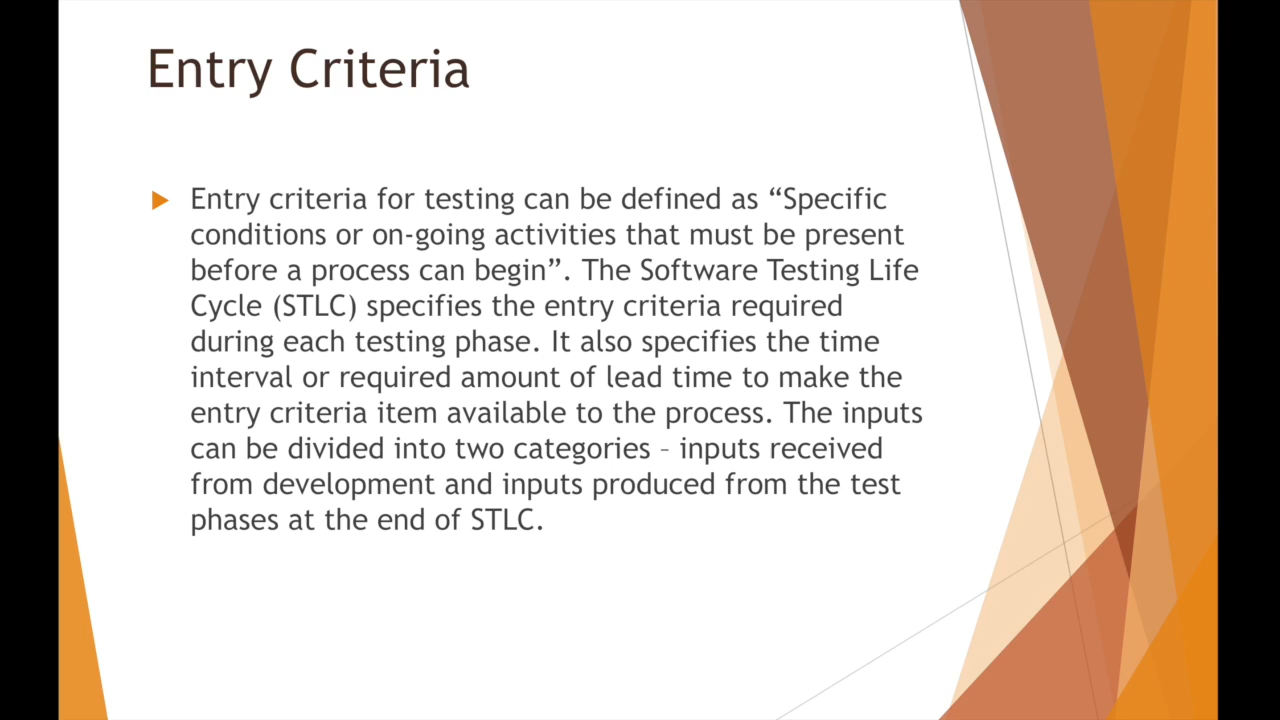 Entry Criteria
Entry criteria for testing can be defined as “Specific
conditions or on-going activities that must be present
before a process can begin”. The Software Testing Life
Cycle (STLC) specifies the entry criteria required
during each testing phase. It also specifies the time
interval or required amount of lead time to make the
entry criteria item available to the process. The inputs
can be divided into two categories – inputs received
from development and inputs produced from the test
phases at the end of STLC.